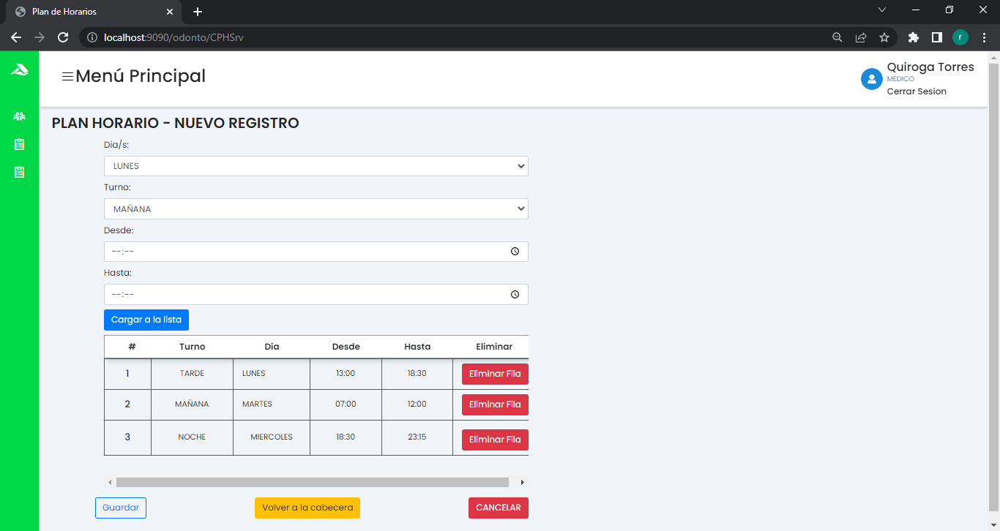 Plan de Horarios
localhost:9090/odonto/CPHSrv
r
Menú Principal
Quiroga Torres
MEDICO
Cerrar Sesion
PLAN HORARIO - NUEVO REGISTRO
Dia/s:
LUNES
Turno:
MAÑANA
Desde:
--:--
Hasta:
--:--
Cargar a la lista
# Turno Dia Desde Hasta Eliminar
1 TARDE LUNES 13:00 18:30 Eliminar Fila
2 MAÑANA MARTES 07:00 12:00 Eliminar Fila
3 NOCHE MIERCOLES 18:30 23:15 Eliminar Fila
Guardar Volver a la cabecera CANCELAR